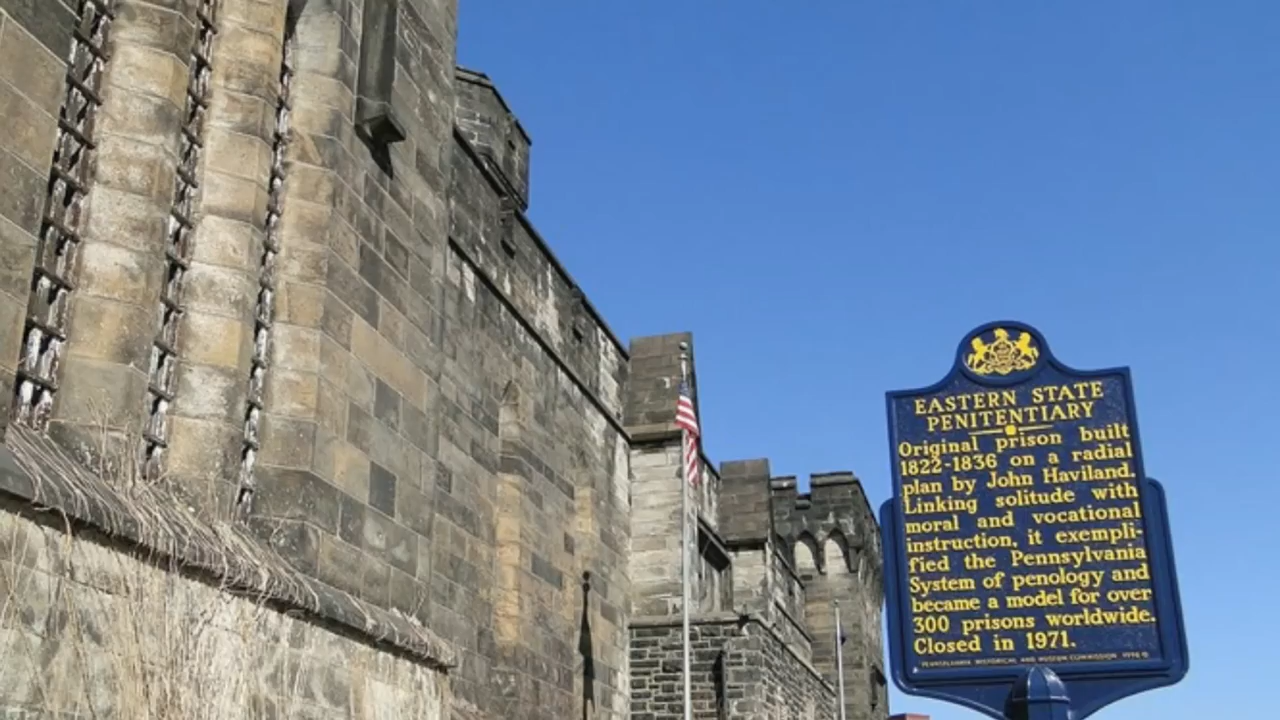 EASTERN STATE
PENITENTIARY
Original prison built
1822-1836 on a radial
plan by John Haviland.
Linking solitude with
moral and vocational
instruction, it exempli-
fied the Pennsylvania
System of penology and
became a model for over
300 prisons worldwide.
Closed in 1971.
PENNSYLVANIA HISTORICAL AND MUSEUM COMMISSION